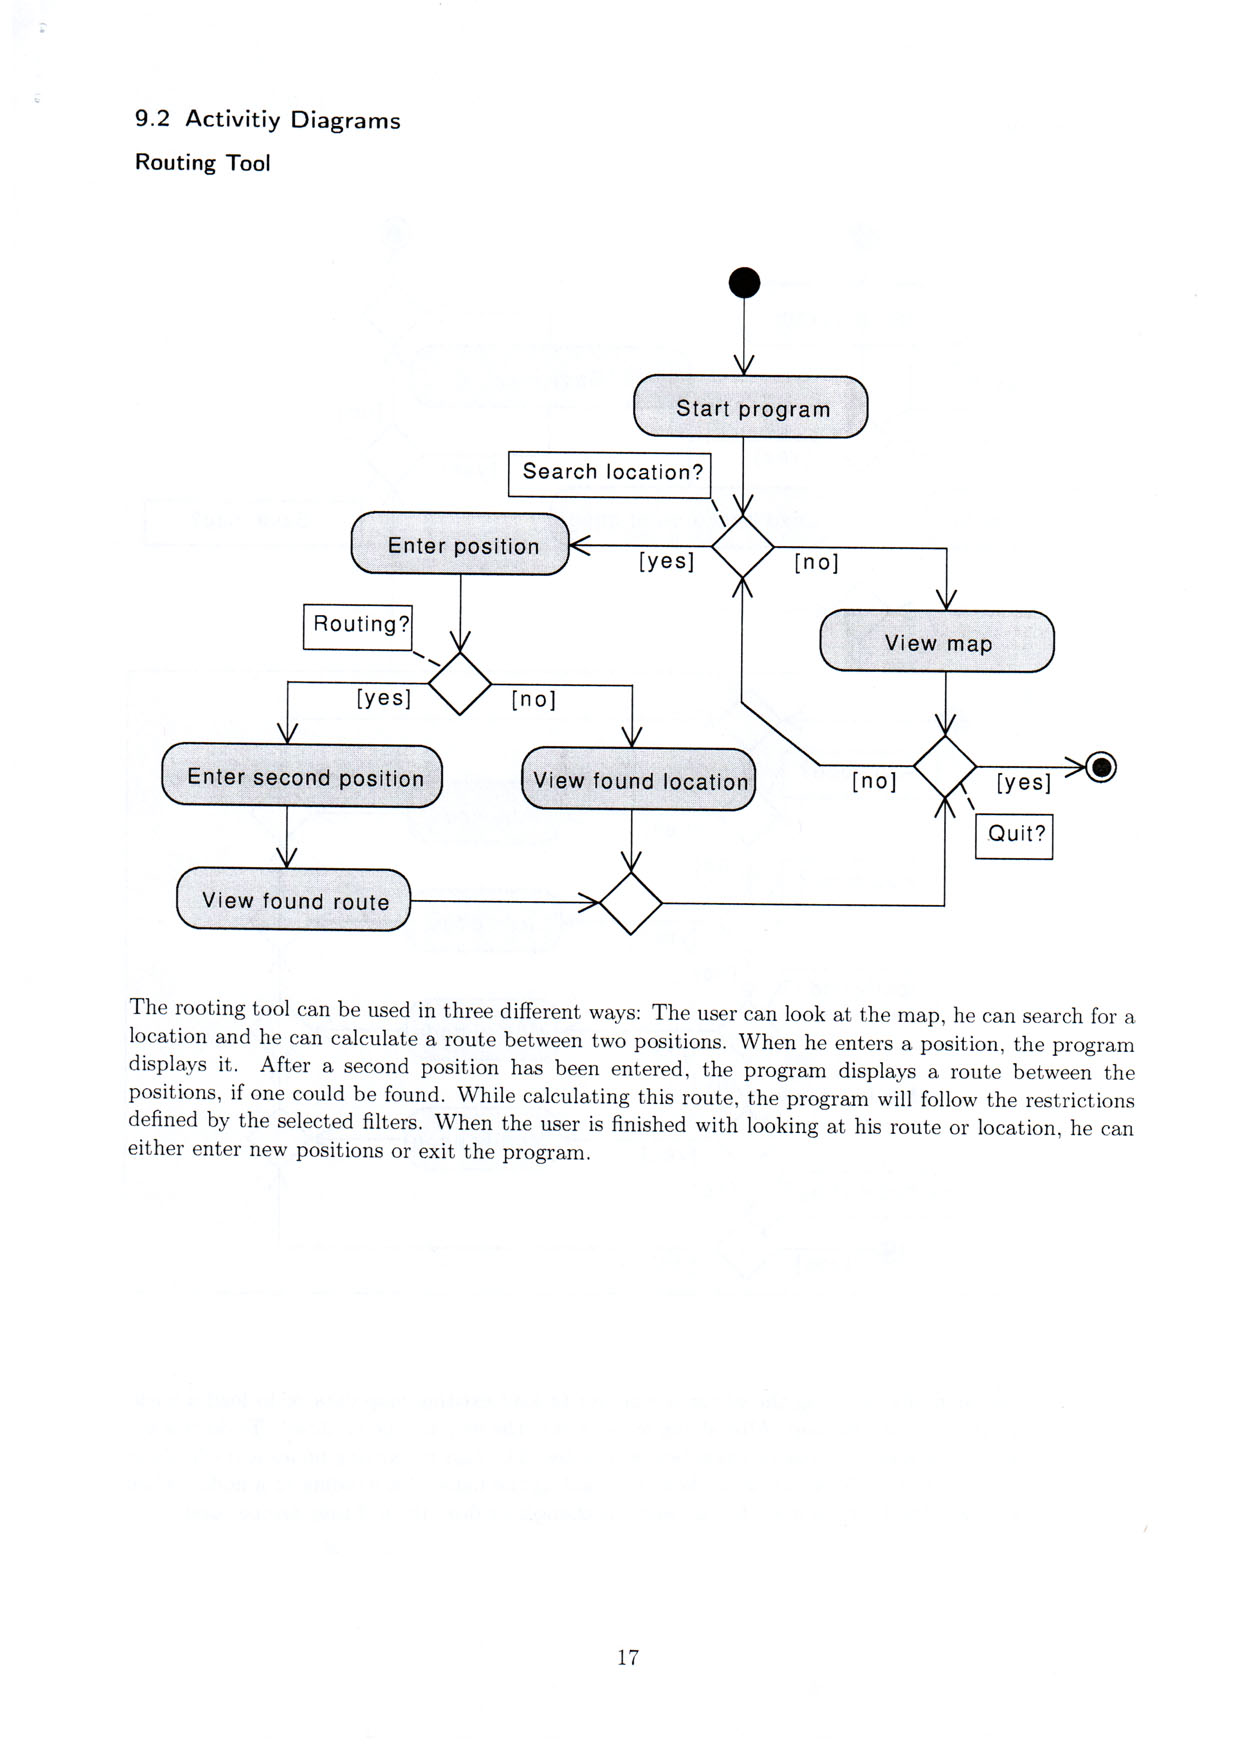 9.2 Activitiy Diagrams
Routing Tool
Start program
Search location?
Enter position
[yes]
[no]
Routing?
View map
[yes]
[no]
Enter second position
View found location
[no]
[yes]
Quit?
View found route
The rooting tool can be used in three different ways: The user can look at the map, he can search for a
location and he can calculate a route between two positions. When he enters a position, the program
displays it. After a second position has been entered, the program displays a route between the
positions, if one could be found. While calculating this route, the program will follow the restrictions
defined by the selected filters. When the user is finished with looking at his route or location, he can
either enter new positions or exit the program.
17